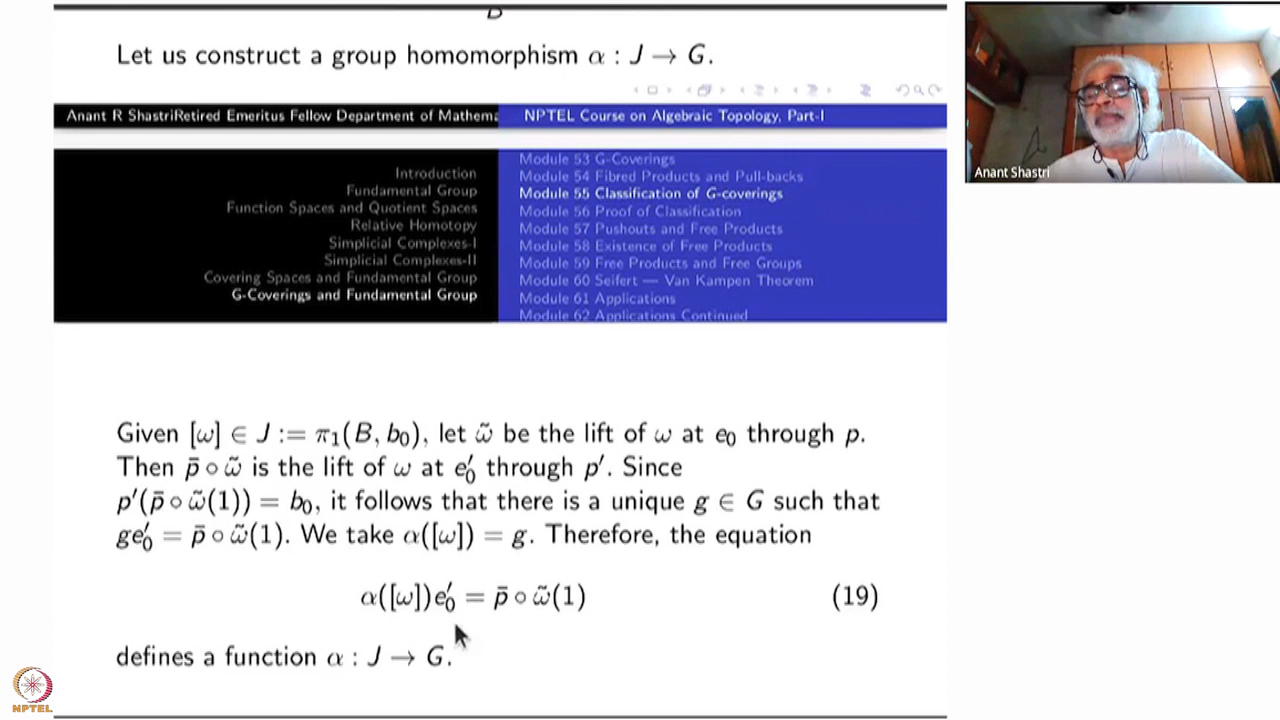 B
Let us construct a group homomorphism α : J → G.
Anant R ShastriRetired Emeritus Fellow Department of Mathema
NPTEL Course on Algebraic Topology, Part-I
Introduction
Fundamental Group
Function Spaces and Quotient Spaces
Relative Homotopy
Simplicial Complexes-I
Simplicial Complexes-II
Covering Spaces and Fundamental Group
G-Coverings and Fundamental Group
Module 53 G-Coverings
Module 54 Fibred Products and Pull-backs
Module 55 Classification of G-coverings
Module 56 Proof of Classification
Module 57 Pushouts and Free Products
Module 58 Existence of Free Products
Module 59 Free Products and Free Groups
Module 60 Seifert — Van Kampen Theorem
Module 61 Applications
Module 62 Applications Continued
Given [ω] ∈ J := π₁(B, b₀), let ω̃ be the lift of ω at e₀ through p.
Then p̄ ∘ ω̃ is the lift of ω at e′₀ through p′. Since
p′(p̄ ∘ ω̃(1)) = b₀, it follows that there is a unique g ∈ G such that
ge′₀ = p̄ ∘ ω̃(1). We take α([ω]) = g. Therefore, the equation
α([ω])e′₀ = p̄ ∘ ω̃(1) (19)
defines a function α : J → G.
Anant Shastri
NPTEL